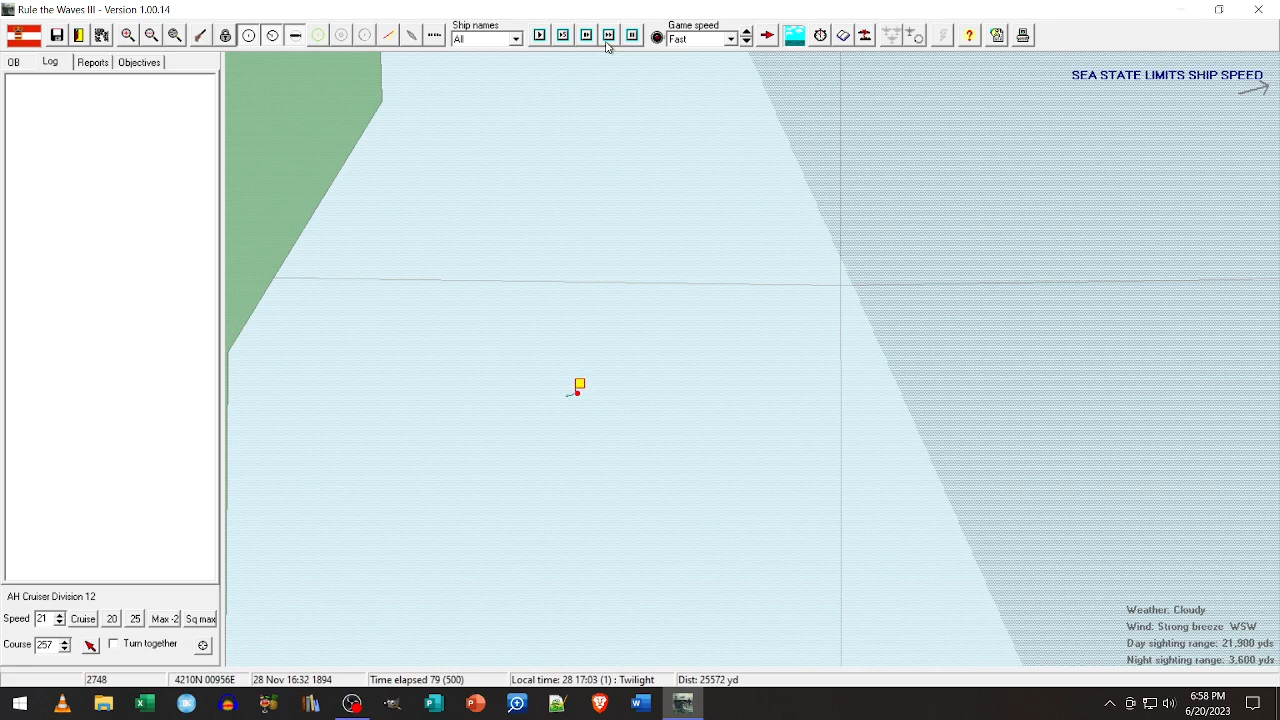 Rule the Waves III - Version 1.00.14
Ship names
All
Game speed
Fast
OB
Log
Reports
Objectives
SEA STATE LIMITS SHIP SPEED
AH Cruiser Division 12
Speed 21 Cruise 20 25 Max -2 Sq max
Course 257 Turn together
Weather: Cloudy
Wind: Strong breeze WSW
Day sighting range: 21,900 yds
Night sighting range: 3,600 yds
2748 4210N 00956E 28 Nov 16:32 1894 Time elapsed 79 (500) Local time: 28 17:03 (1) : Twilight Dist: 25572 yd
6:58 PM
6/20/2023